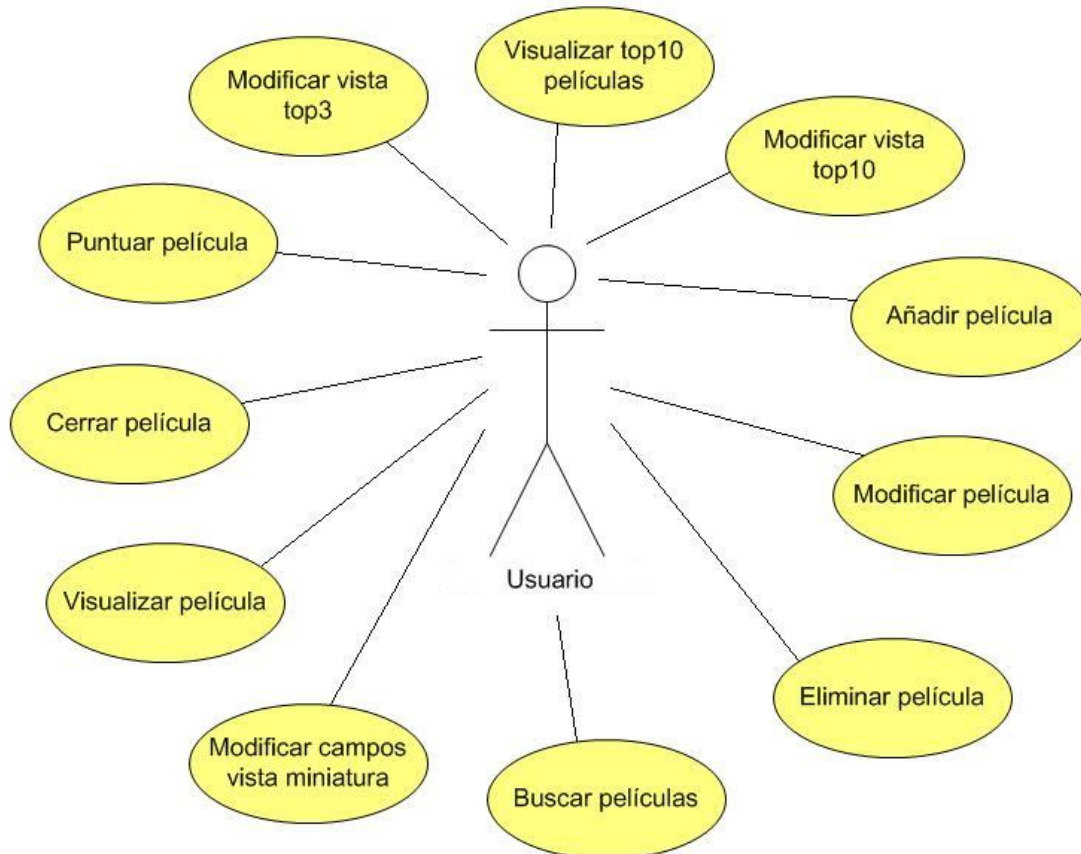 Visualizar top10
películas
Modificar vista
top3
Modificar vista
top10
Puntuar película
Añadir película
Cerrar película
Modificar película
Usuario
Visualizar película
Eliminar película
Modificar campos
vista miniatura
Buscar películas